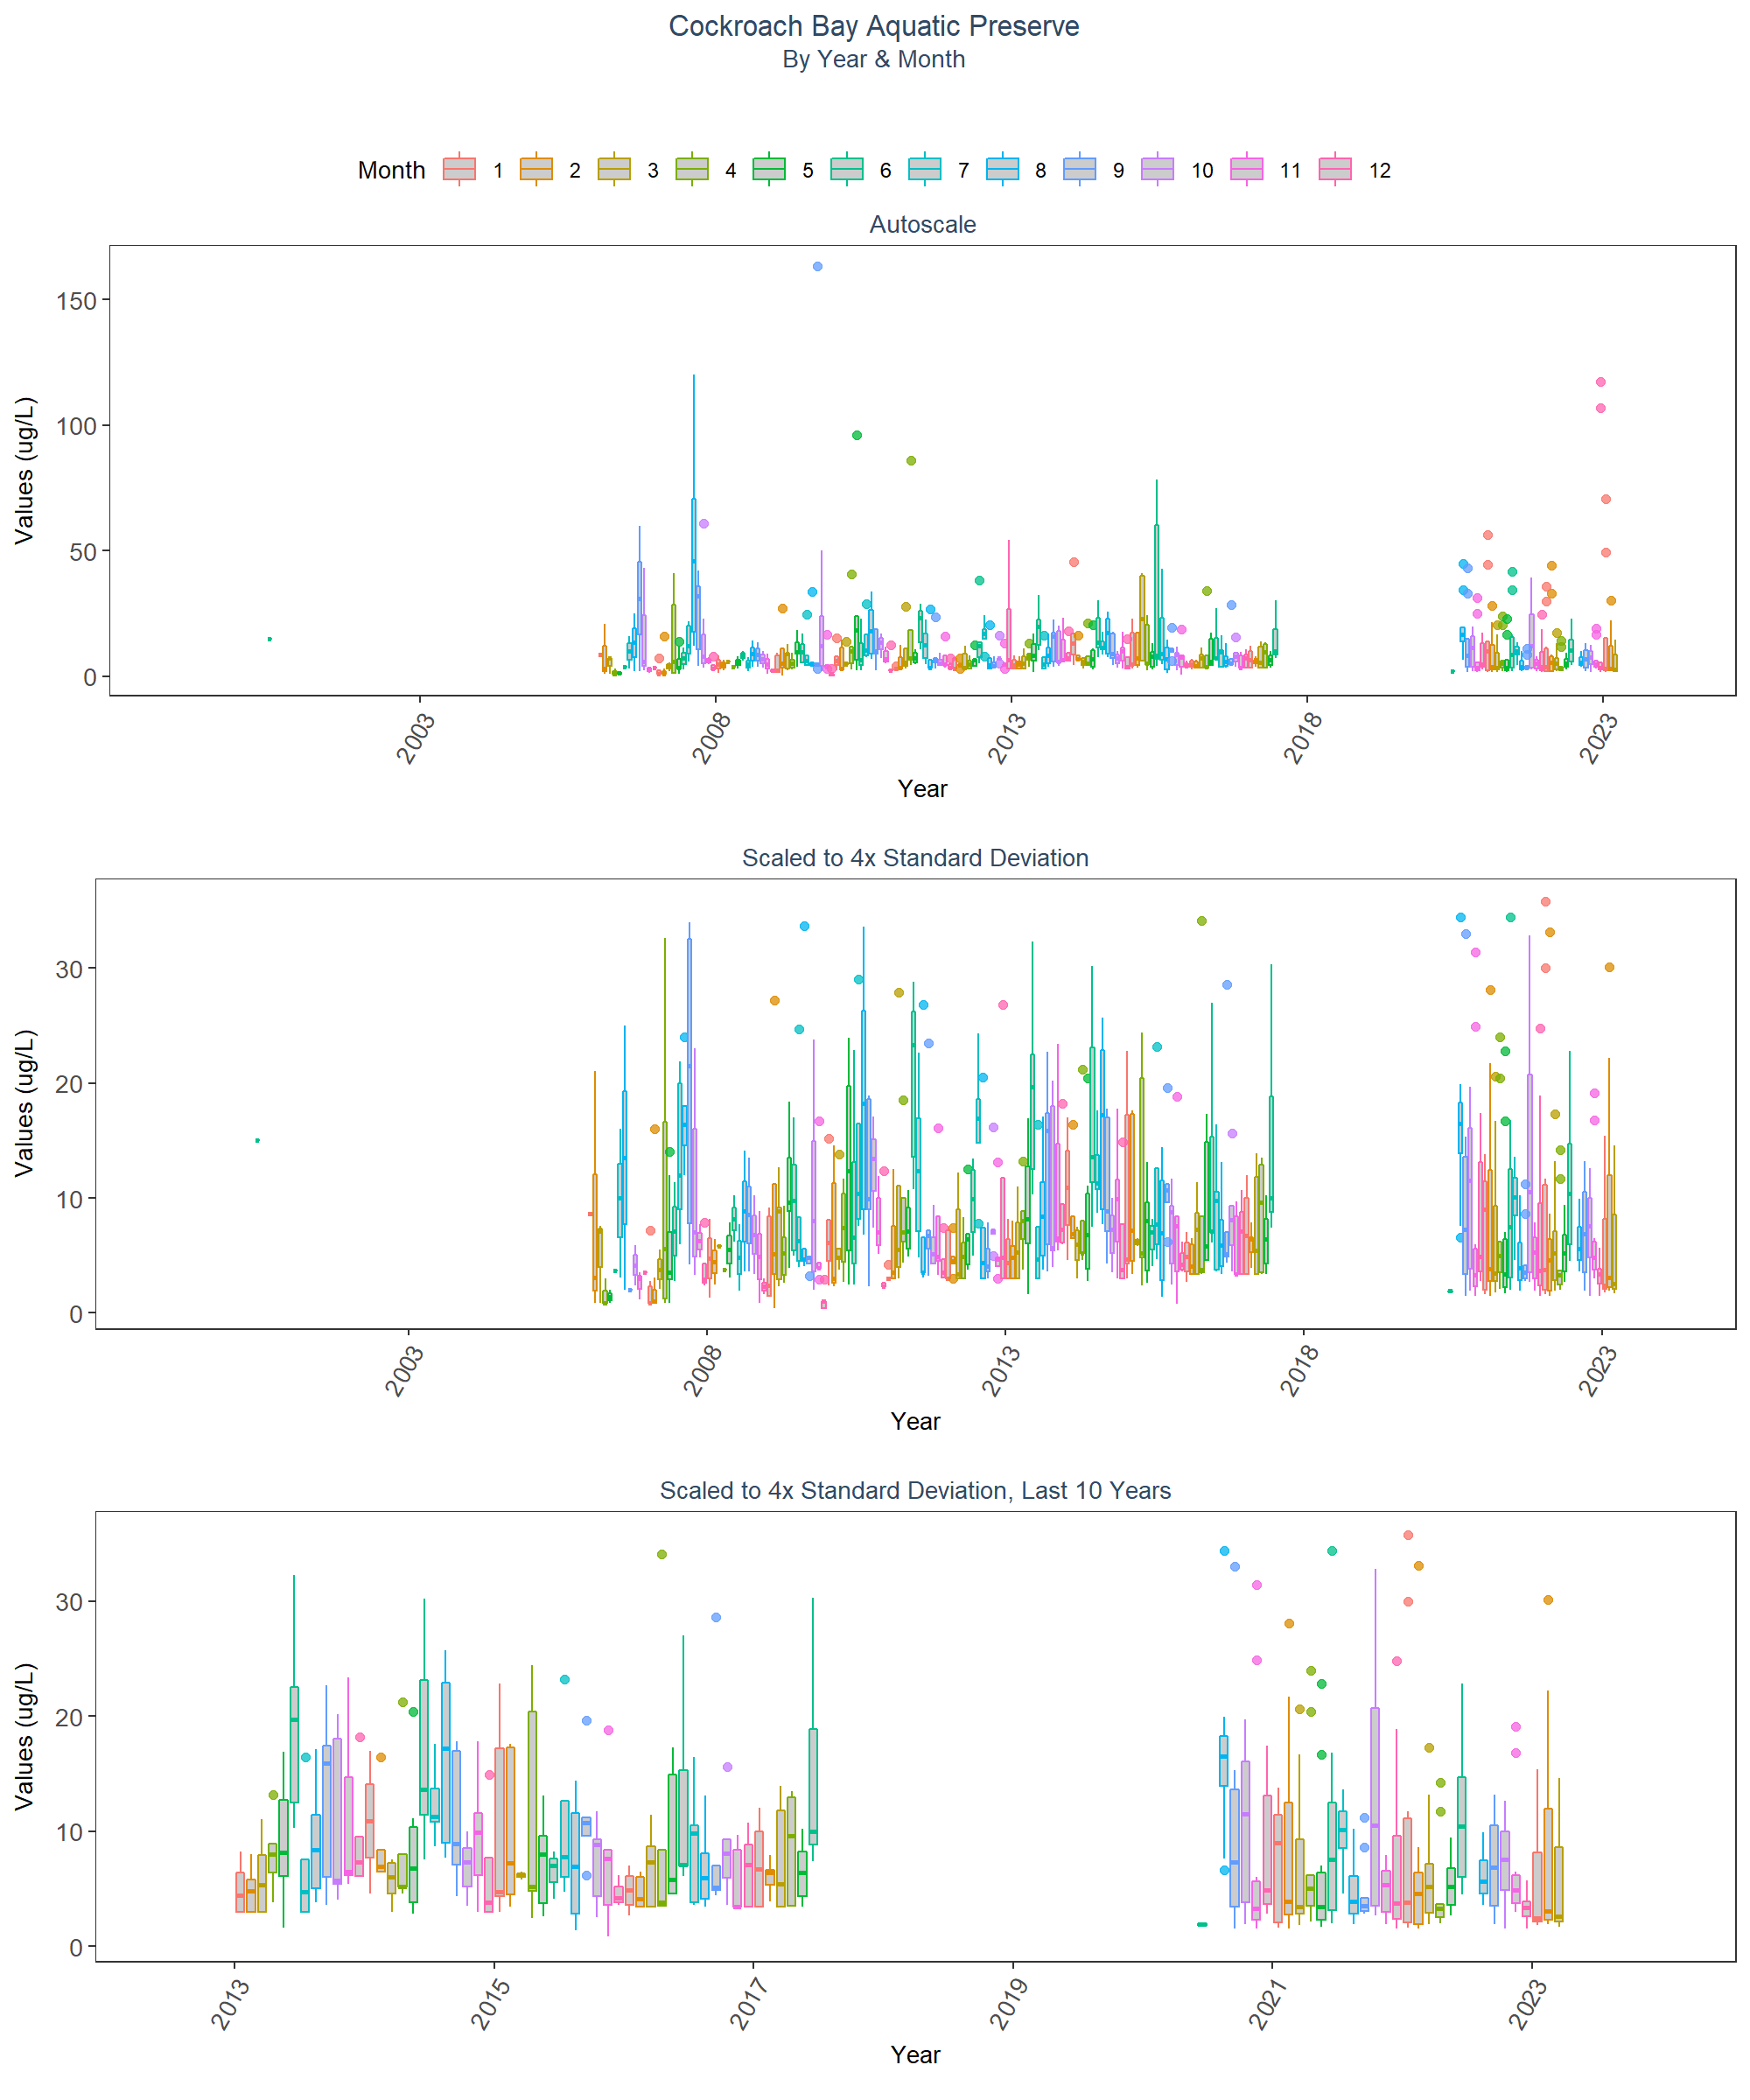 Cockroach Bay Aquatic Preserve
By Year & Month
Month 1 2 3 4 5 6 7 8 9 10 11 12
Autoscale
Values (ug/L)
150
100
50
0
2003 2008 2013 2018 2023
Year
Scaled to 4x Standard Deviation
Values (ug/L)
30
20
10
0
2003 2008 2013 2018 2023
Year
Scaled to 4x Standard Deviation, Last 10 Years
Values (ug/L)
30
20
10
0
2013 2015 2017 2019 2021 2023
Year